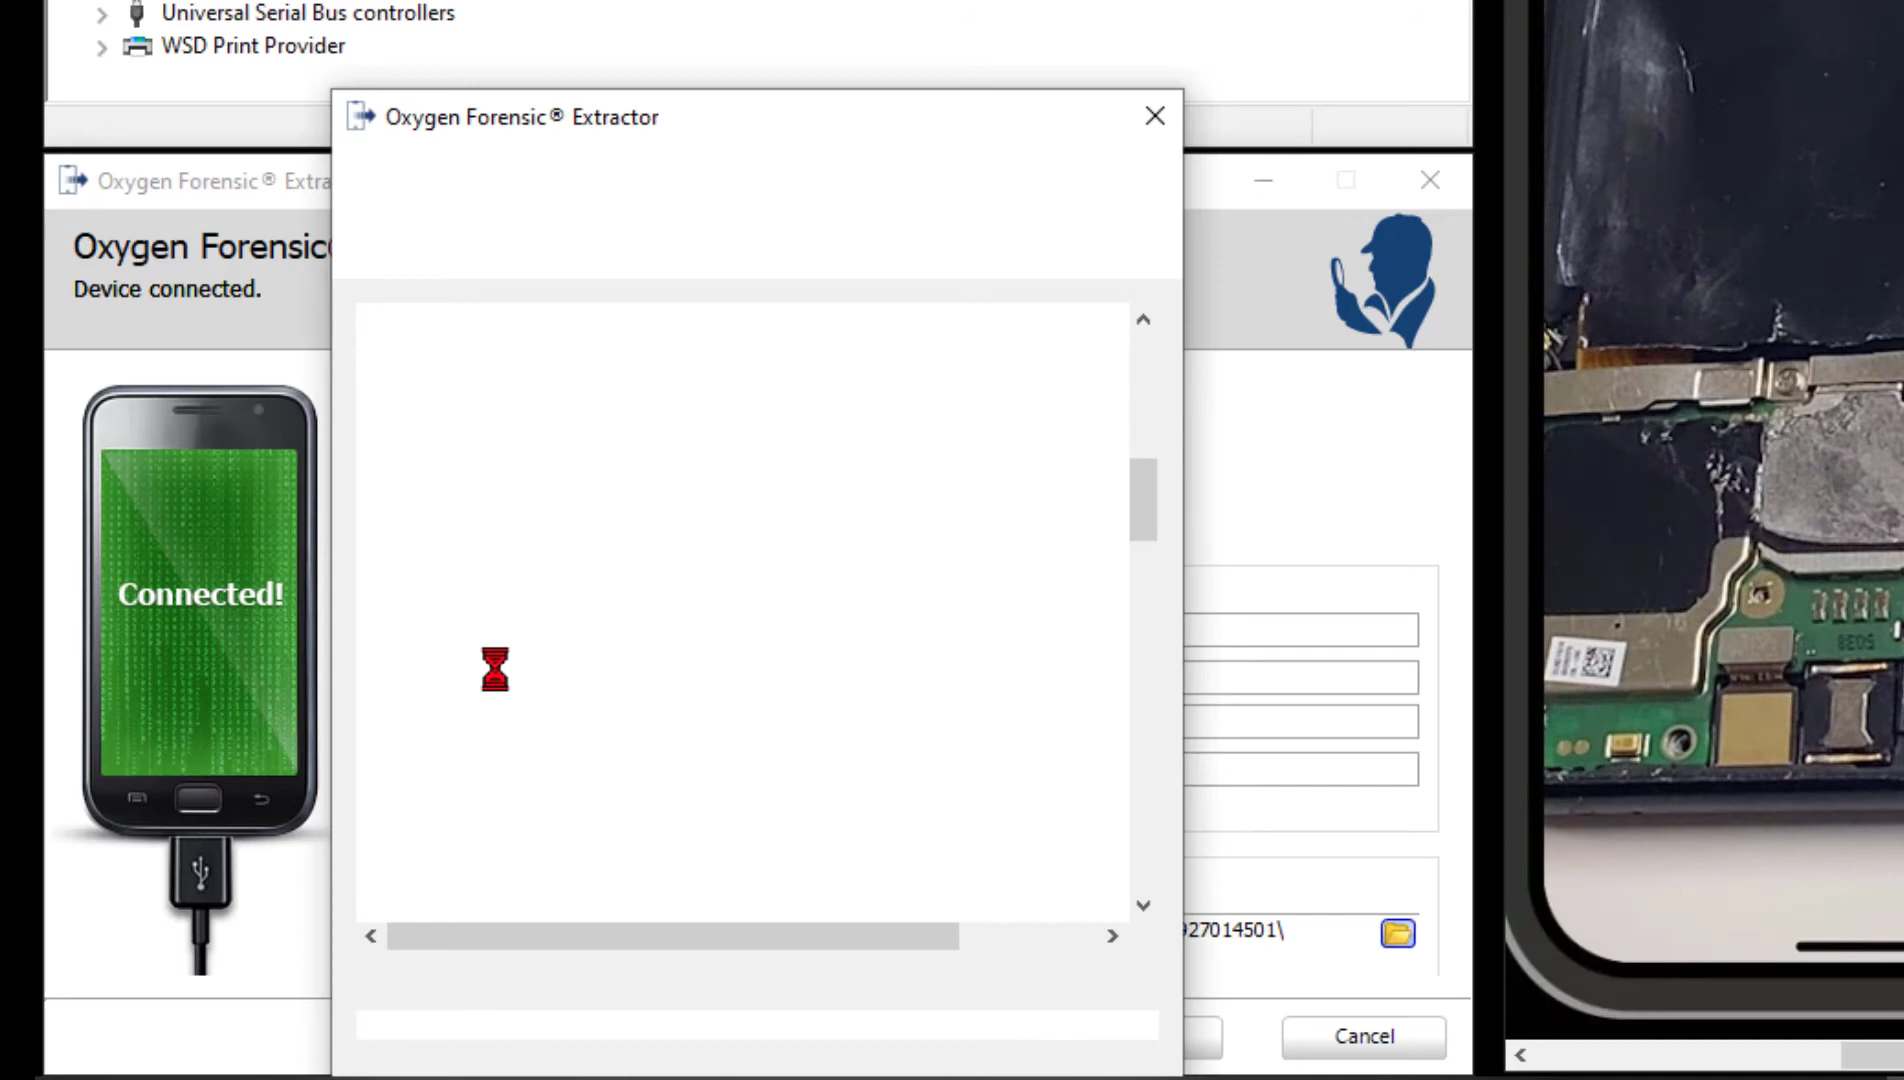 Universal Serial Bus controllers
WSD Print Provider
Oxygen Forensic® Extractor
Oxygen Forensic® Extra
Oxygen Forensic
Device connected.
Connected!
927014501\
Cancel